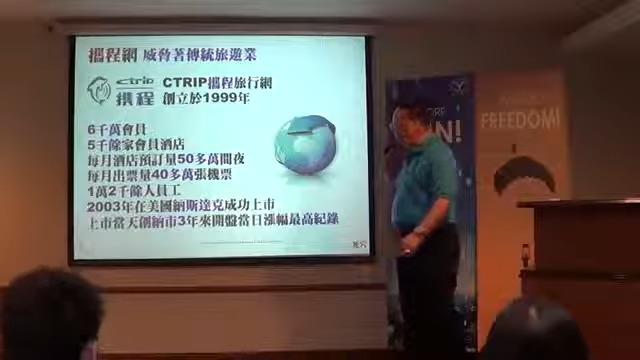 攜程網 威脅著傳統旅遊業
ctrip
攜程
CTRIP攜程旅行網
創立於1999年
6千萬會員
5千餘家會員酒店
每月酒店預訂量50多萬間夜
每月出票量40多萬張機票
1萬2千餘人員工
2003年在美國納斯達克成功上市
上市當天創納市3年來開盤當日漲幅最高紀錄
N!
FREEDOM!